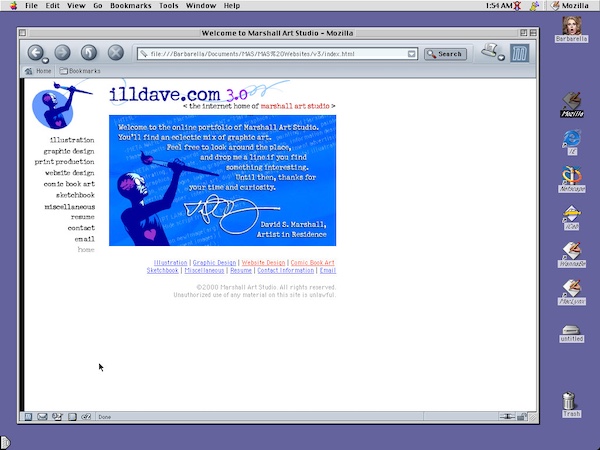 File Edit View Go Bookmarks Tools Window Help
1:54 AM
Mozilla
Welcome to Marshall Art Studio - Mozilla
file:///Barbarella/Documents/MAS/MAS%20Websites/v3/index.html
Search
Home
Bookmarks
illdave.com 3.0
< the internet home of marshall art studio >
illustration
graphic design
print production
website design
comic book art
sketchbook
miscellaneous
resume
contact
email
home
Welcome to the online portfolio of Marshall Art Studio.
You'll find an eclectic mix of graphic art.
Feel free to look around the place,
and drop me a line if you find
something interesting.
Until then, thanks for
your time and curiosity.
David S. Marshall,
Artist in Residence
Illustration | Graphic Design | Website Design | Comic Book Art
Sketchbook | Miscellaneous | Resume | Contact Information | Email
©2000 Marshall Art Studio. All rights reserved.
Unauthorized use of any material on this site is unlawful.
Done
Barbarella
Mozilla
Netscape
iCab
untitled
Trash